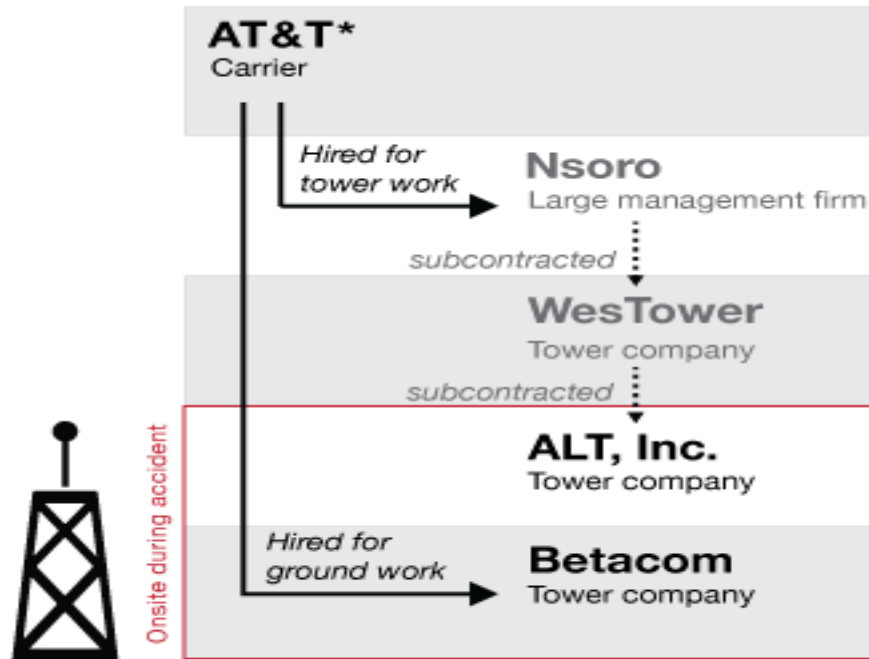 AT&T*
Carrier
Hired for
tower work
Nsoro
Large management firm
subcontracted
WesTower
Tower company
subcontracted
ALT, Inc.
Tower company
Onsite during accident
Hired for
ground work
Betacom
Tower company